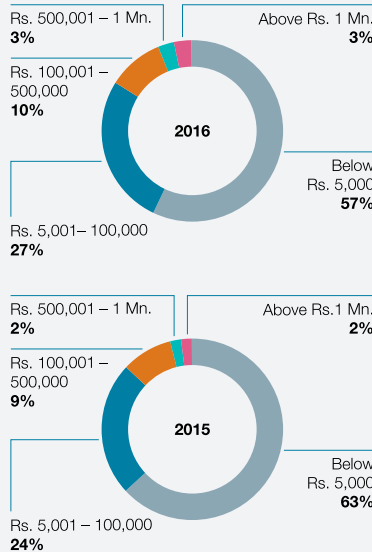 Rs. 500,001 – 1 Mn.
3%
Above Rs. 1 Mn.
3%
Rs. 100,001 –
500,000
10%
2016
Below
Rs. 5,000
57%
Rs. 5,001– 100,000
27%
Rs. 500,001 – 1 Mn.
2%
Above Rs.1 Mn.
2%
Rs. 100,001 –
500,000
9%
2015
Below
Rs. 5,000
63%
Rs. 5,001 – 100,000
24%